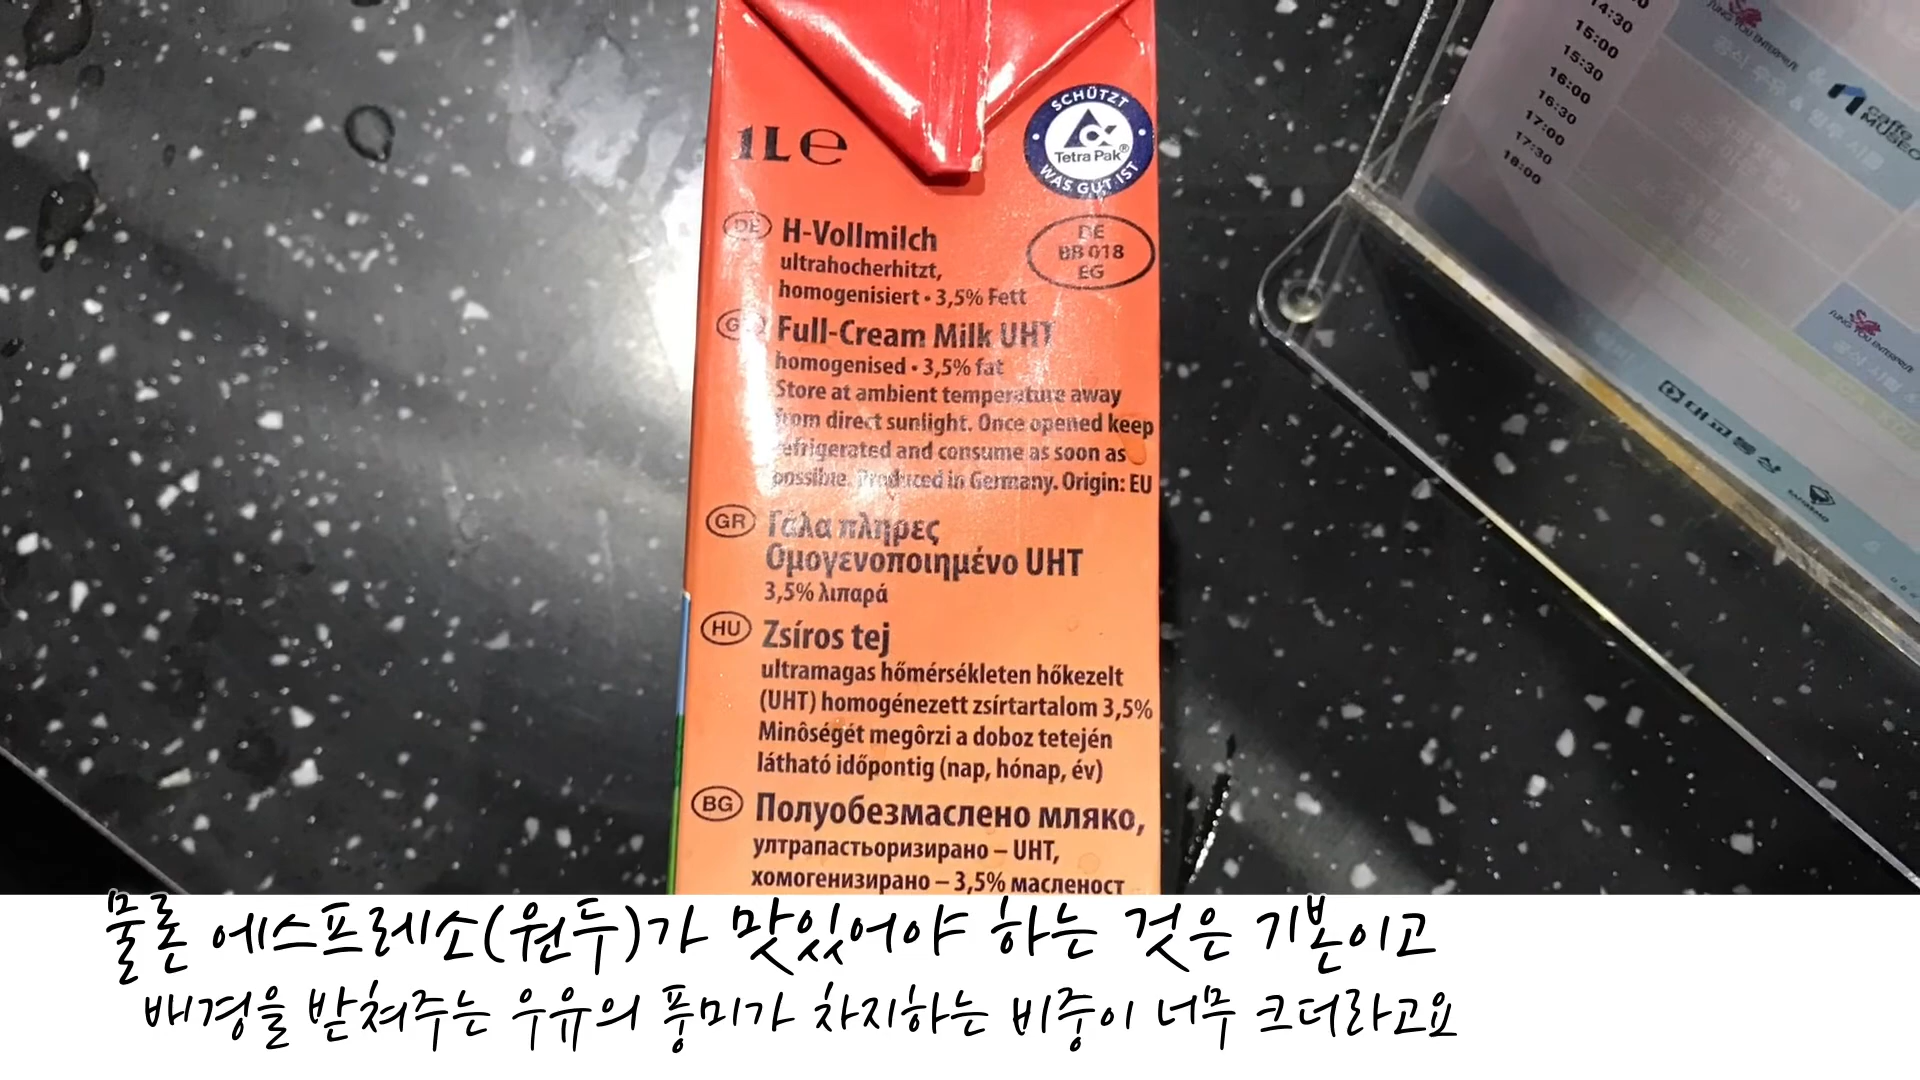 1L e
SCHÜTZT
Tetra Pak®
WAS GUT IST
DE H-Vollmilch
ultrahocherhitzt,
homogenisiert • 3,5% Fett
DE
BB 018
EG
Full-Cream Milk UHT
homogenised • 3,5% fat
Store at ambient temperature away
from direct sunlight. Once opened keep
refrigerated and consume as soon as
possible. Produced in Germany. Origin: EU
GR Γάλα πληρες
Ομογενοποιημένο UHT
3,5% λιπαρά
HU Zsíros tej
ultramagas hőmérsékleten hőkezelt
(UHT) homogénezett zsírtartalom 3,5%
Minôségét megôrzi a doboz tetején
látható időpontig (nap, hónap, év)
BG Полуобезмаслено мляко,
ултрапастьоризирано – UHT,
хомогенизирано – 3,5% масленост
14:30
15:00
15:30
16:00
16:30
17:00
17:30
18:00
caffe
MUSEO
물론 에스프레소(원두)가 맛있어야 하는 것은 기본이고
배경을 받쳐주는 우유의 풍미가 차지하는 비중이 너무 크더라고요